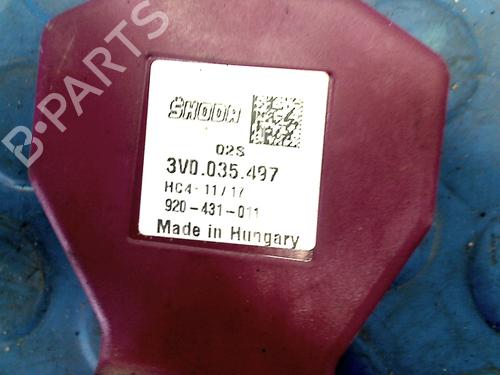 B-PARTS
SKODA
02S
3V0.035.497
HC4- 11/17
920-431-011
Made in Hungary